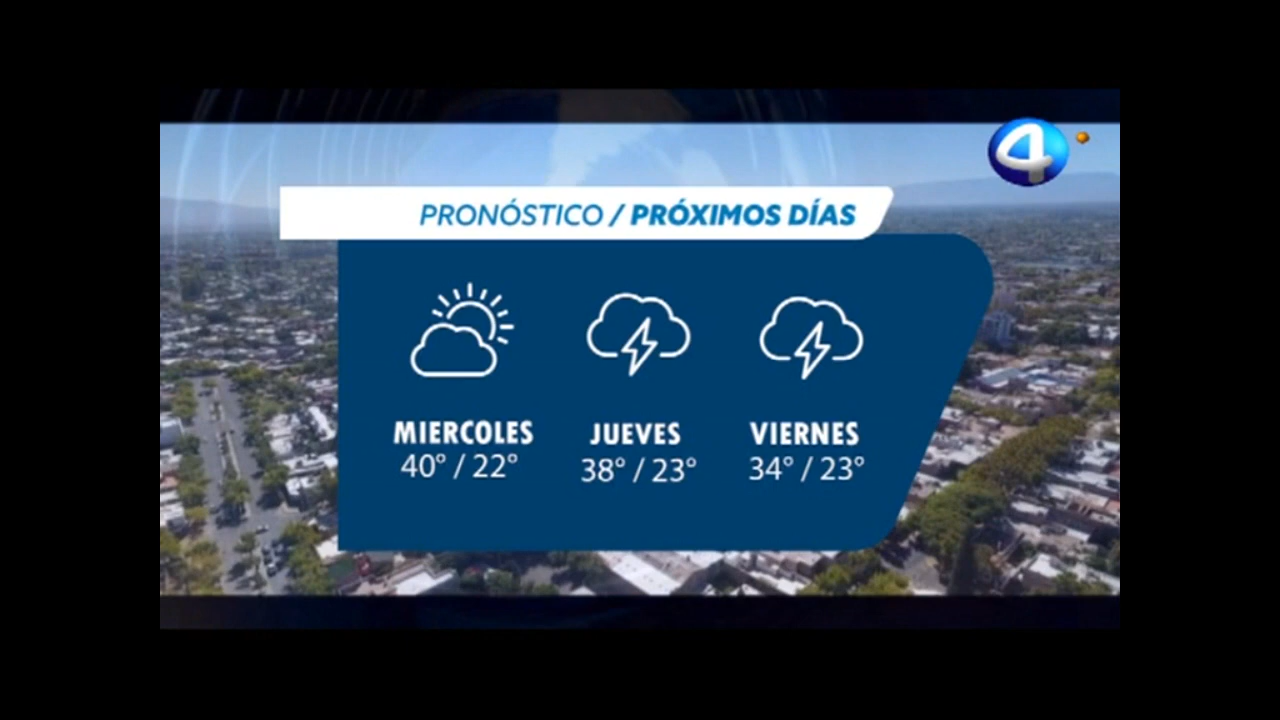 4
PRONÓSTICO / PRÓXIMOS DÍAS
MIERCOLES
40° / 22°
JUEVES
38° / 23°
VIERNES
34° / 23°